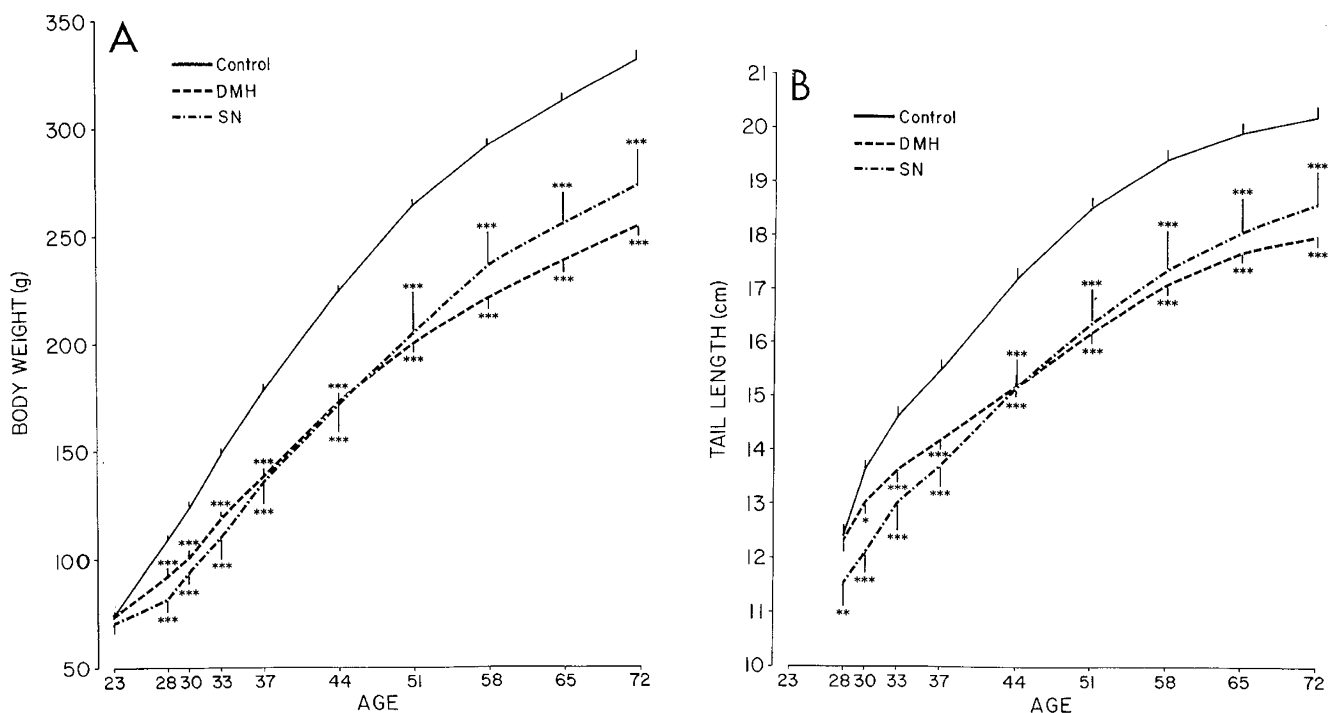 A
Control
DMH
SN
BODY WEIGHT (g)
350
300
250
200
150
100
50
*** *** *** *** *** *** *** *** ***
*** *** *** *** *** *** *** *** ***
23 28 30 33 37 44 51 58 65 72
AGE
B
Control
DMH
SN
TAIL LENGTH (cm)
21
20
19
18
17
16
15
14
13
12
11
10
*** *** *** *** ***
* *** *** *** *** *** *** ***
** *** *** ***
23 28 30 33 37 44 51 58 65 72
AGE